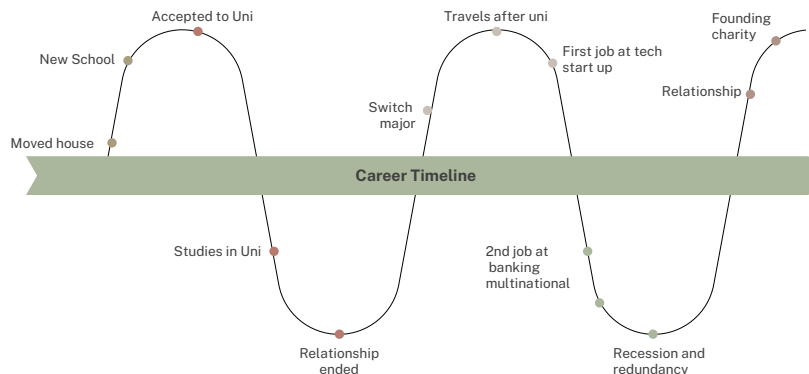 Accepted to Uni
New School
Moved house
Travels after uni
First job at tech
start up
Switch
major
Founding
charity
Relationship
Career Timeline
Studies in Uni
Relationship
ended
2nd job at
banking
multinational
Recession and
redundancy